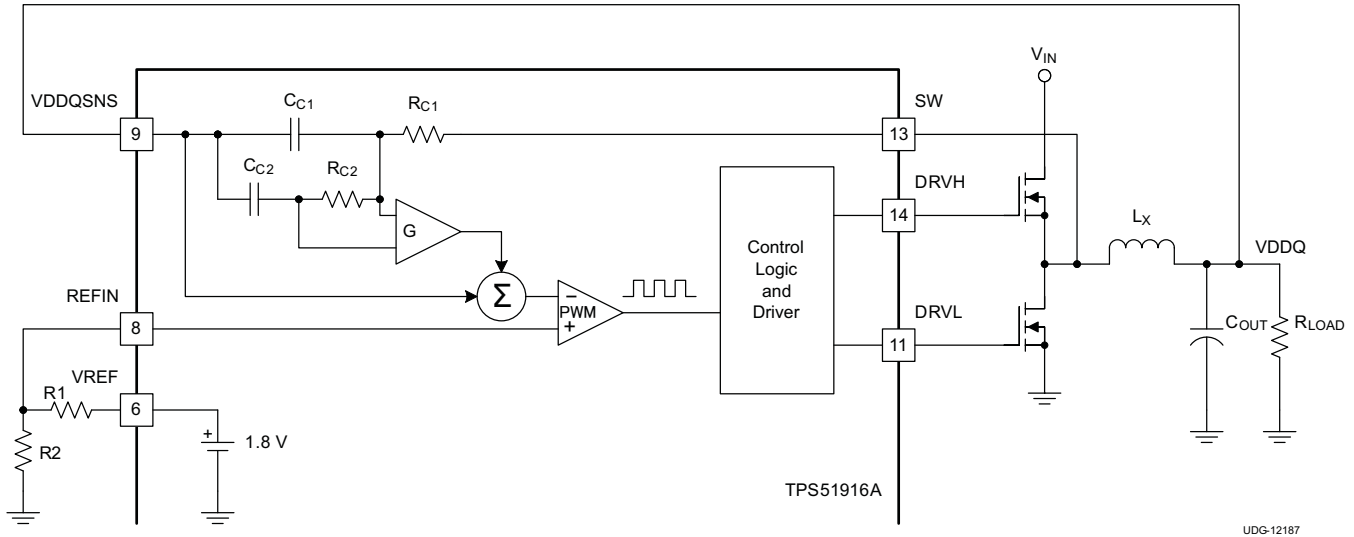 VIN
VDDQSNS
SW
CC1
RC1
9
13
CC2
RC2
DRVH
14
G
LX
VDDQ
Control
Logic
and
Driver
REFIN
Σ
–
PWM
+
DRVL
8
11
COUT
RLOAD
VREF
R1
6
R2
+
1.8 V
TPS51916A
UDG-12187